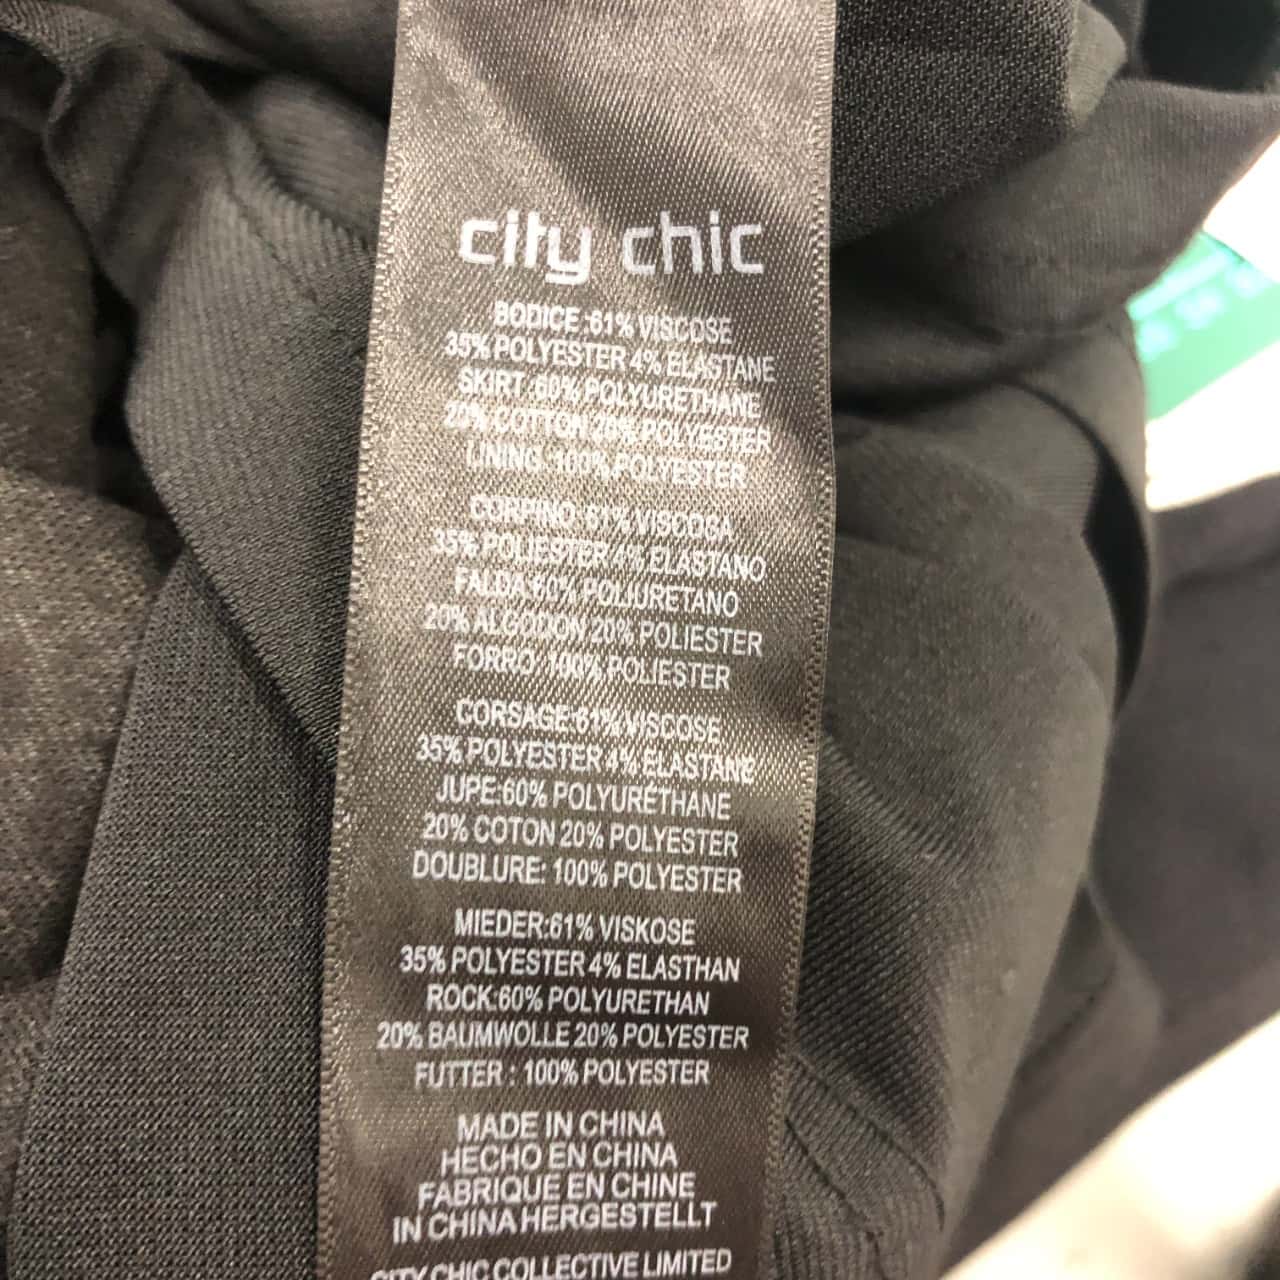 city chic
BODICE :61% VISCOSE
35% POLYESTER 4% ELASTANE
SKIRT :60% POLYURETHANE
20% COTTON 20% POLYESTER
LINING: 100% POLYESTER
CORPINO: 61% VISCOSA
35% POLIESTER 4% ELASTANO
FALDA:60% POLIURETANO
20% ALGODON 20% POLIESTER
FORRO: 100% POLIESTER
CORSAGE:61% VISCOSE
35% POLYESTER 4% ELASTANE
JUPE:60% POLYURÉTHANE
20% COTON 20% POLYESTER
DOUBLURE: 100% POLYESTER
MIEDER:61% VISKOSE
35% POLYESTER 4% ELASTHAN
ROCK:60% POLYURETHAN
20% BAUMWOLLE 20% POLYESTER
FUTTER : 100% POLYESTER
MADE IN CHINA
HECHO EN CHINA
FABRIQUE EN CHINE
IN CHINA HERGESTELLT
CITY CHIC COLLECTIVE LIMITED